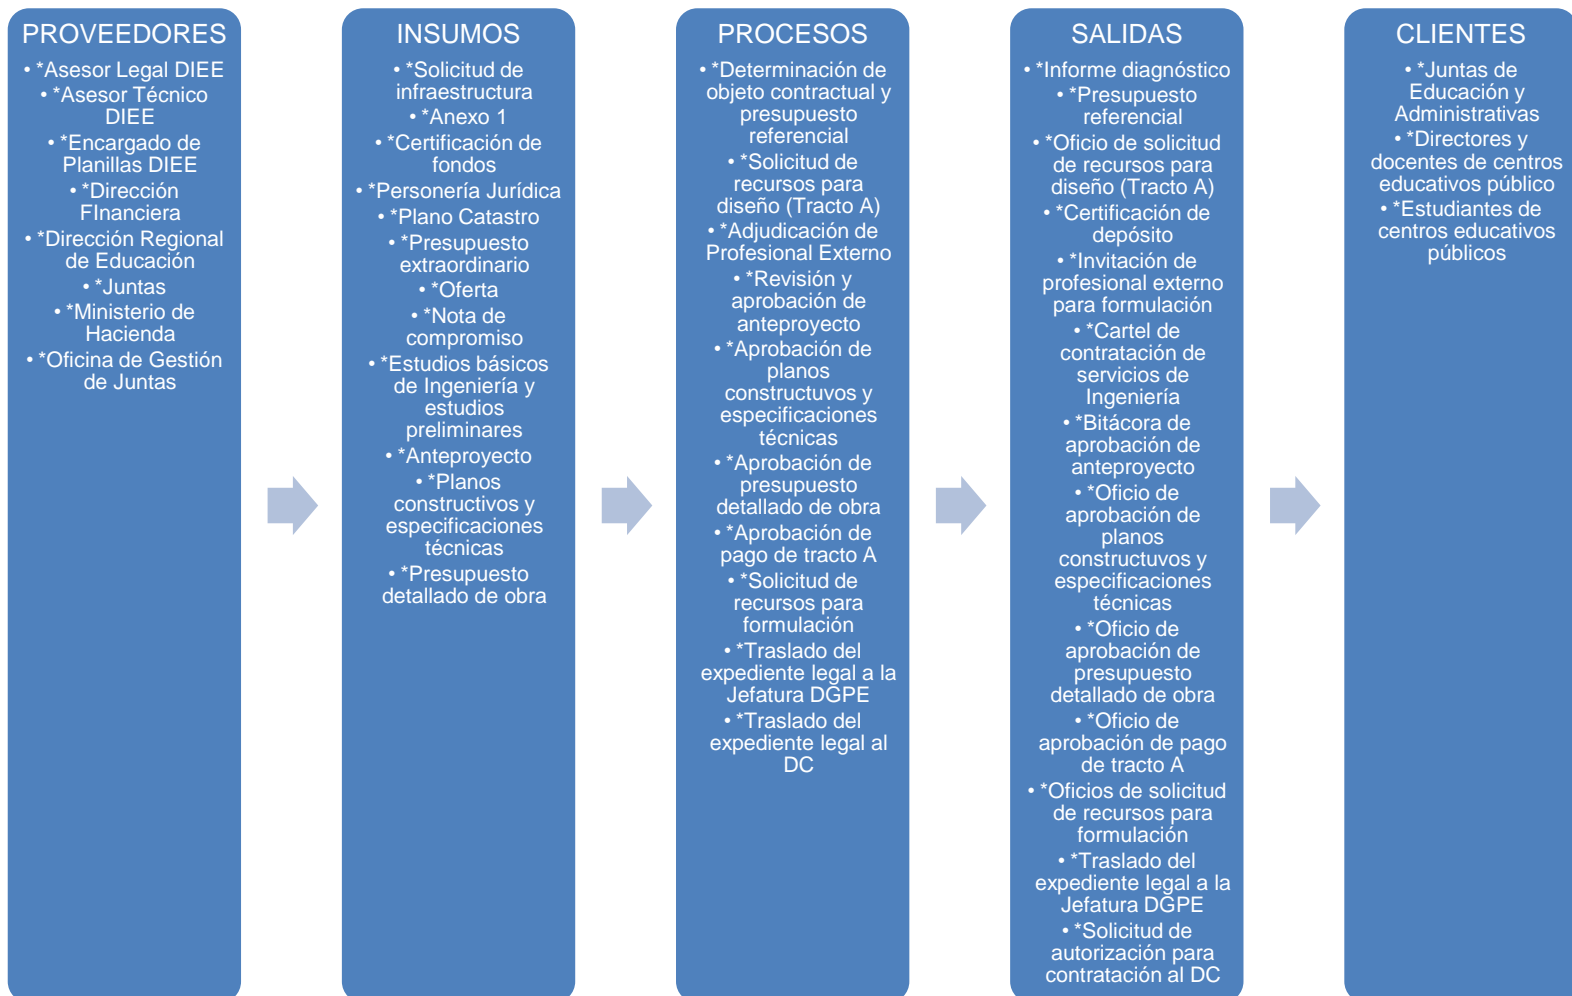 PROVEEDORES
• *Asesor Legal DIEE
• *Asesor Técnico
DIEE
• *Encargado de
Planillas DIEE
• *Dirección
FInanciera
• *Dirección Regional
de Educación
• *Juntas
• *Ministerio de
Hacienda
• *Oficina de Gestión
de Juntas
INSUMOS
• *Solicitud de
infraestructura
• *Anexo 1
• *Certificación de
fondos
• *Personería Jurídica
• *Plano Catastro
• *Presupuesto
extraordinario
• *Oferta
• *Nota de
compromiso
• *Estudios básicos
de Ingeniería y
estudios
preliminares
• *Anteproyecto
• *Planos
constructivos y
especificaciones
técnicas
• *Presupuesto
detallado de obra
PROCESOS
• *Determinación de
objeto contractual y
presupuesto
referencial
• *Solicitud de
recursos para
diseño (Tracto A)
• *Adjudicación de
Profesional Externo
• *Revisión y
aprobación de
anteproyecto
• *Aprobación de
planos
constructuvos y
especificaciones
técnicas
• *Aprobación de
presupuesto
detallado de obra
• *Aprobación de
pago de tracto A
• *Solicitud de
recursos para
formulación
• *Traslado del
expediente legal a la
Jefatura DGPE
• *Traslado del
expediente legal al
DC
SALIDAS
• *Informe diagnóstico
• *Presupuesto
referencial
• *Oficio de solicitud
de recursos para
diseño (Tracto A)
• *Certificación de
depósito
• *Invitación de
profesional externo
para formulación
• *Cartel de
contratación de
servicios de
Ingeniería
• *Bitácora de
aprobación de
anteproyecto
• *Oficio de
aprobación de
planos
constructuvos y
especificaciones
técnicas
• *Oficio de
aprobación de
presupuesto
detallado de obra
• *Oficio de
aprobación de pago
de tracto A
• *Oficios de solicitud
de recursos para
formulación
• *Traslado del
expediente legal a la
Jefatura DGPE
• *Solicitud de
autorización para
contratación al DC
CLIENTES
• *Juntas de
Educación y
Administrativas
• *Directores y
docentes de centros
educativos público
• *Estudiantes de
centros educativos
públicos